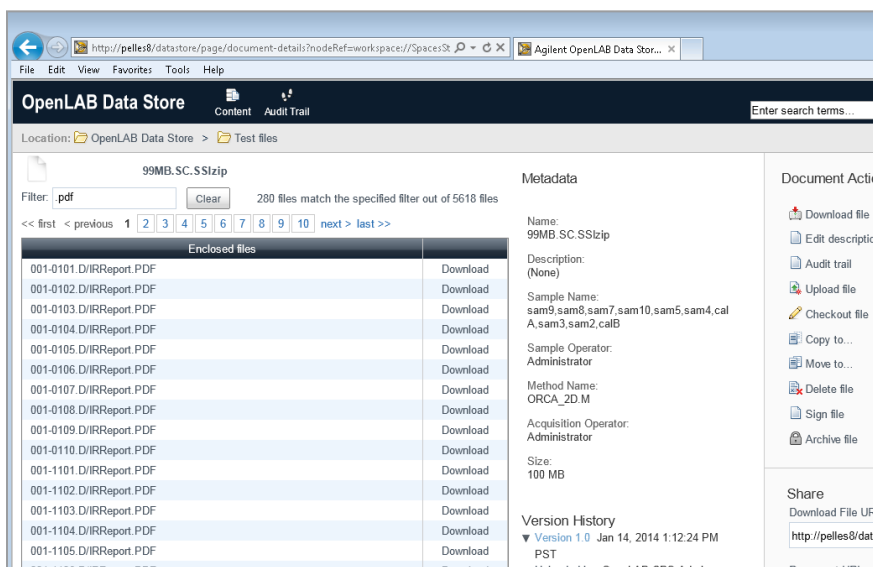 http://pelles8/datastore/page/document-details?nodeRef=workspace://SpacesSt
Agilent OpenLAB Data Stor...
File Edit View Favorites Tools Help
OpenLAB Data Store
Content Audit Trail
Enter search terms...
Location: OpenLAB Data Store > Test files
99MB.SC.SSIzip
Filter: .pdf Clear 280 files match the specified filter out of 5618 files
<< first < previous 1 2 3 4 5 6 7 8 9 10 next > last >>
Enclosed files
001-0101.D/IRReport.PDF Download
001-0102.D/IRReport.PDF Download
001-0103.D/IRReport.PDF Download
001-0104.D/IRReport.PDF Download
001-0105.D/IRReport.PDF Download
001-0106.D/IRReport.PDF Download
001-0107.D/IRReport.PDF Download
001-0108.D/IRReport.PDF Download
001-0109.D/IRReport.PDF Download
001-0110.D/IRReport.PDF Download
001-1101.D/IRReport.PDF Download
001-1102.D/IRReport.PDF Download
001-1103.D/IRReport.PDF Download
001-1104.D/IRReport.PDF Download
001-1105.D/IRReport.PDF Download
Metadata
Name:
99MB.SC.SSIzip
Description:
(None)
Sample Name:
sam9,sam8,sam7,sam10,sam5,sam4,cal
A,sam3,sam2,calB
Sample Operator:
Administrator
Method Name:
ORCA_2D.M
Acquisition Operator:
Administrator
Size:
100 MB
Version History
Version 1.0 Jan 14, 2014 1:12:24 PM
PST
Document Acti
Download file
Edit descriptio
Audit trail
Upload file
Checkout file
Copy to...
Move to...
Delete file
Sign file
Archive file
Share
Download File UR
http://pelles8/dat